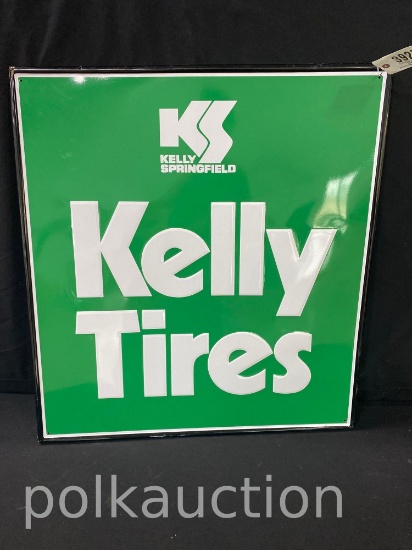 KS
KELLY
SPRINGFIELD
Kelly
Tires
polkauction